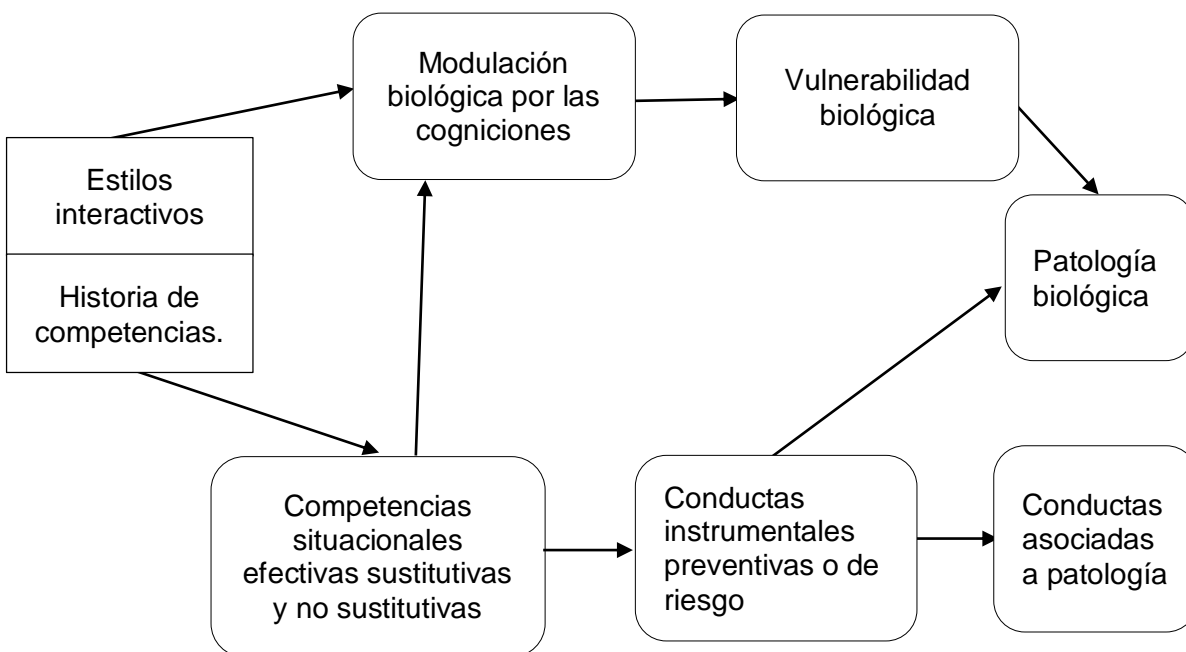 Modulación
biológica por las
cogniciones
Vulnerabilidad
biológica
Estilos
interactivos
Historia de
competencias.
Patología
biológica
Competencias
situacionales
efectivas sustitutivas
y no sustitutivas
Conductas
instrumentales
preventivas o de
riesgo
Conductas
asociadas
a patología